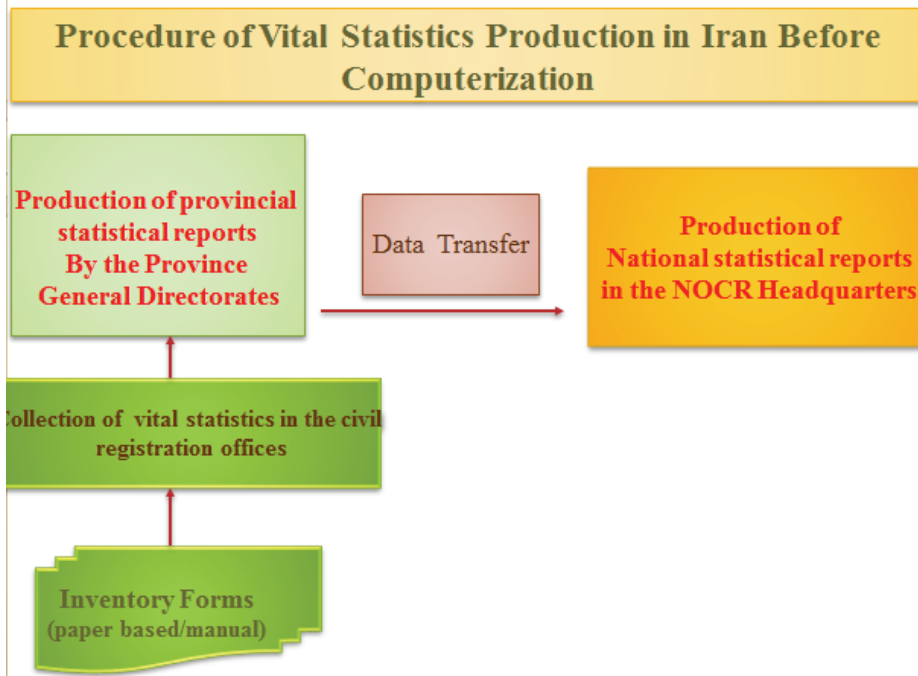 Procedure of Vital Statistics Production in Iran Before
Computerization
Production of provincial
statistical reports
By the Province
General Directorates
Data Transfer
Production of
National statistical reports
in the NOCR Headquarters
Collection of vital statistics in the civil
registration offices
Inventory Forms
(paper based/manual)